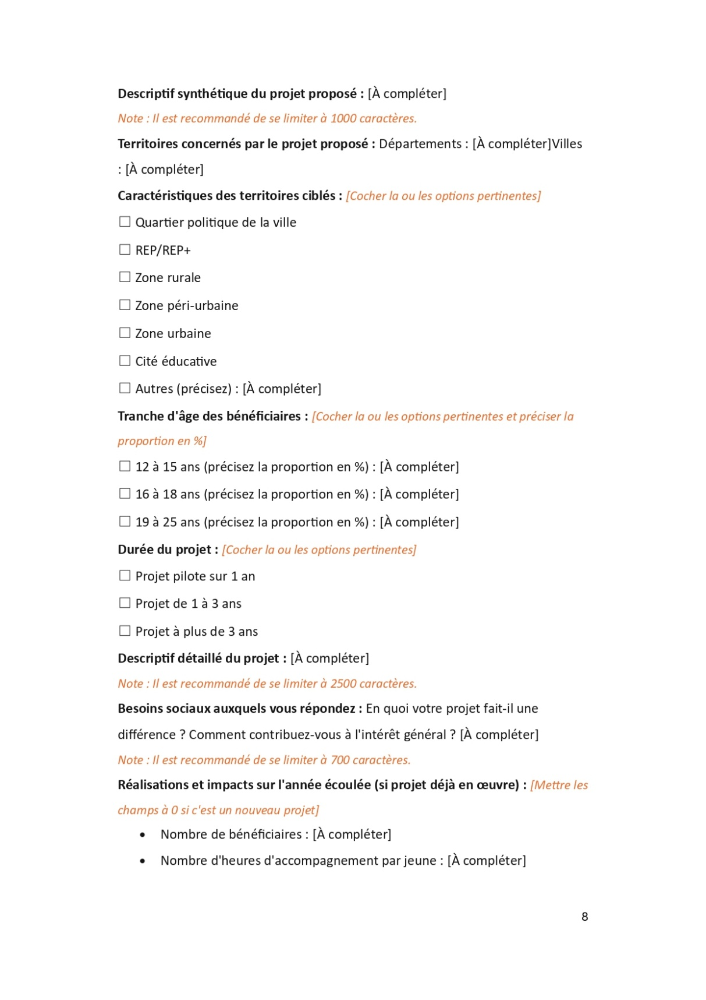 Descriptif synthétique du projet proposé : [À compléter]
Note : Il est recommandé de se limiter à 1000 caractères.
Territoires concernés par le projet proposé : Départements : [À compléter]Villes
: [À compléter]
Caractéristiques des territoires ciblés : [Cocher la ou les options pertinentes]
☐ Quartier politique de la ville
☐ REP/REP+
☐ Zone rurale
☐ Zone péri-urbaine
☐ Zone urbaine
☐ Cité éducative
☐ Autres (précisez) : [À compléter]
Tranche d'âge des bénéficiaires : [Cocher la ou les options pertinentes et préciser la
proportion en %]
☐ 12 à 15 ans (précisez la proportion en %) : [À compléter]
☐ 16 à 18 ans (précisez la proportion en %) : [À compléter]
☐ 19 à 25 ans (précisez la proportion en %) : [À compléter]
Durée du projet : [Cocher la ou les options pertinentes]
☐ Projet pilote sur 1 an
☐ Projet de 1 à 3 ans
☐ Projet à plus de 3 ans
Descriptif détaillé du projet : [À compléter]
Note : Il est recommandé de se limiter à 2500 caractères.
Besoins sociaux auxquels vous répondez : En quoi votre projet fait-il une
différence ? Comment contribuez-vous à l'intérêt général ? [À compléter]
Note : Il est recommandé de se limiter à 700 caractères.
Réalisations et impacts sur l'année écoulée (si projet déjà en œuvre) : [Mettre les
champs à 0 si c'est un nouveau projet]
• Nombre de bénéficiaires : [À compléter]
• Nombre d'heures d'accompagnement par jeune : [À compléter]
8